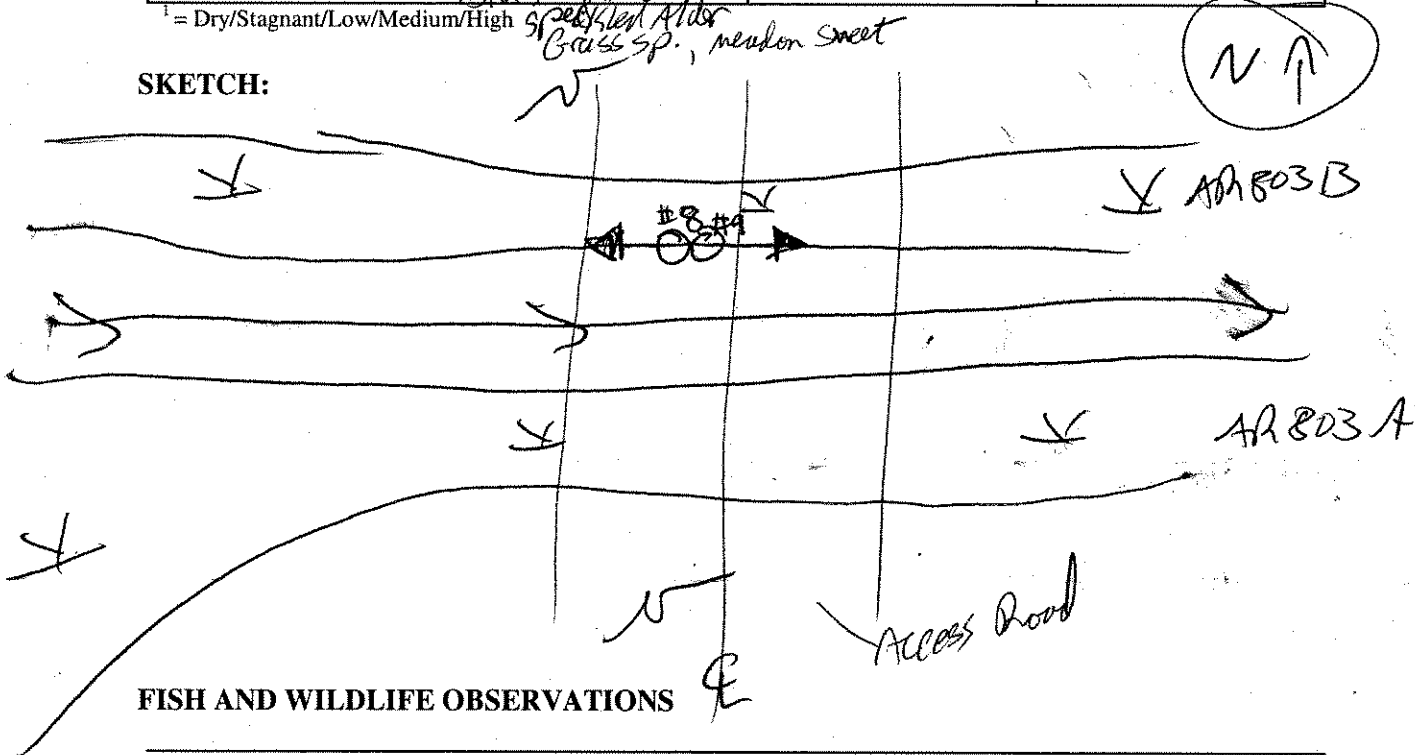 ¹ = Dry/Stagnant/Low/Medium/High
Speckled Alder
Grass sp., meadow sweet
SKETCH:
N ↑
AR803B
#8 #9
AR803A
Access Road
℄
FISH AND WILDLIFE OBSERVATIONS